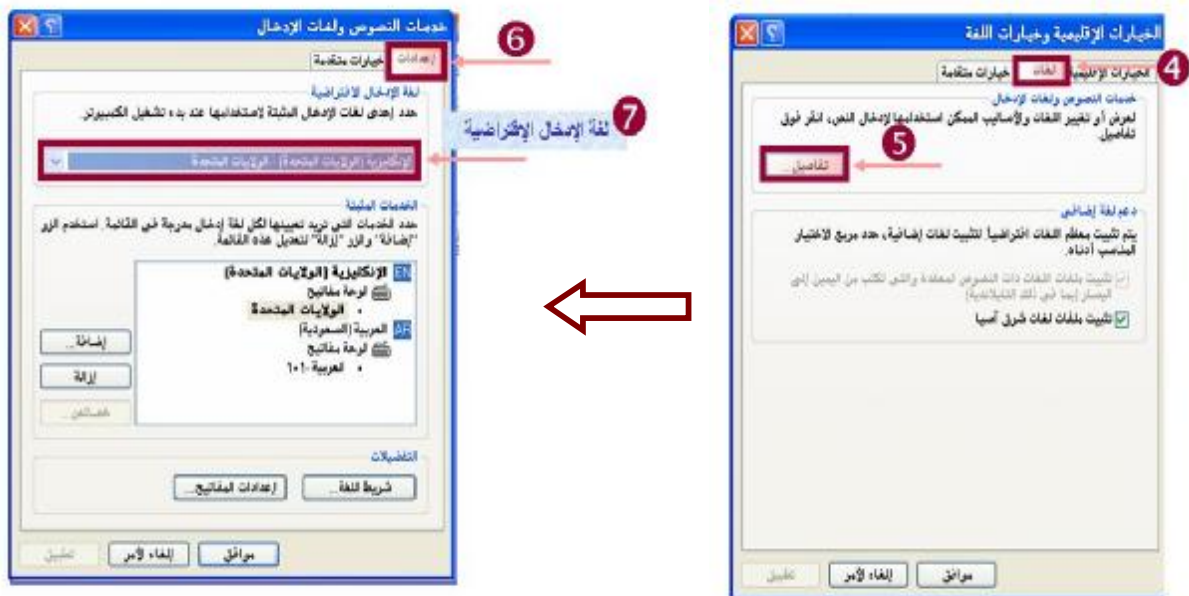 الخيارات الإقليمية وخيارات اللغة
4
الخيارات الإقليمية
لغات
خيارات متقدمة
خدمات النصوص ولغات الإدخال
لعرض أو تغيير اللغات والأساليب الممكن استخدامها لإدخال النص، انقر فوق
تفاصيل.
5
تفاصيل...
دعم لغة إضافي
يتم تثبيت معظم اللغات افتراضياً. لتثبيت لغات إضافية، حدد مربع الاختيار
المناسب أدناه.
تثبيت ملفات اللغات ذات النصوص المعقدة والتي تكتب من اليمين إلى
اليسار (بما في ذلك التايلاندية)
تثبيت ملفات لغات شرق آسيا
موافق
إلغاء الأمر
تطبيق
خدمات النصوص ولغات الإدخال
6
إعدادات
خيارات متقدمة
لغة الإدخال الافتراضية
حدد إحدى لغات الإدخال المثبتة لاستخدامها عند بدء تشغيل الكمبيوتر.
7 لغة الإدخال الإفتراضية
الإنكليزية (الولايات المتحدة) - الولايات المتحدة
الخدمات المثبتة
حدد الخدمات التي تريد تعيينها لكل لغة إدخال مدرجة في القائمة. استخدم الزر
"إضافة" والزر "إزالة" لتعديل هذه القائمة.
EN الإنكليزية (الولايات المتحدة)
لوحة مفاتيح
• الولايات المتحدة
AR العربية (السعودية)
لوحة مفاتيح
• العربية-١٠١
إضافة...
إزالة
خصائص...
التفضيلات
شريط اللغة...
إعدادات المفاتيح...
موافق
إلغاء الأمر
تطبيق